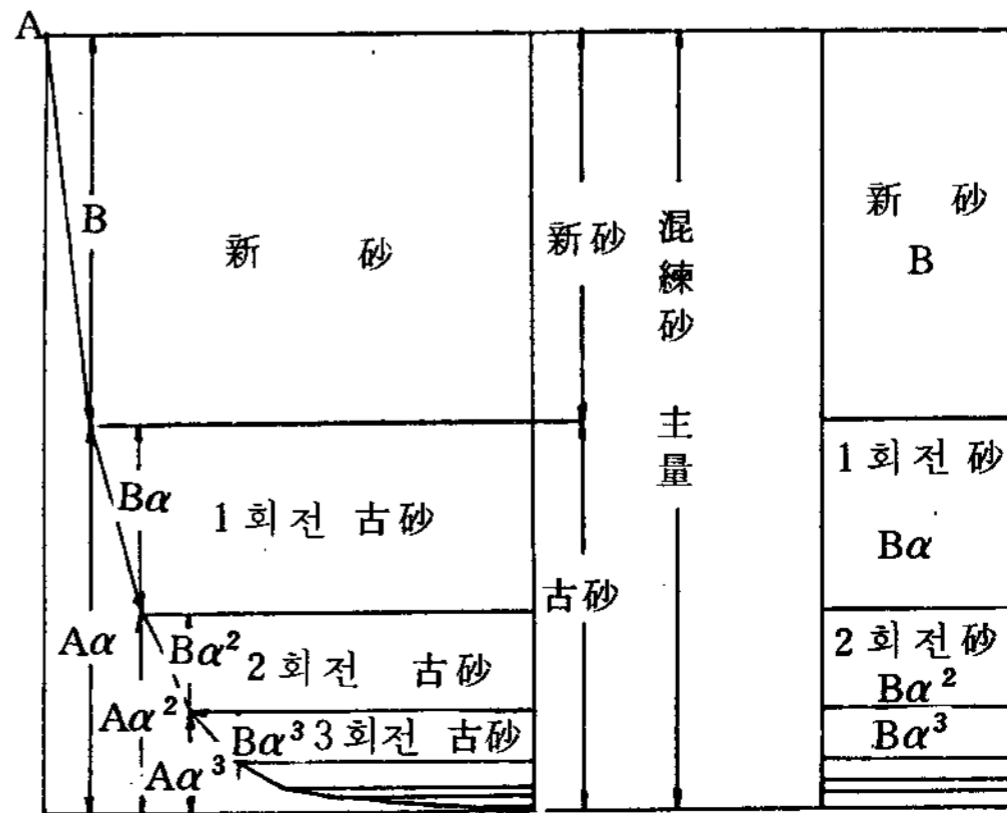 A
B
新 砂
新砂
混練砂 主量
新 砂
B
Bα
1 회전 古砂
1 회전 砂
Bα
古砂
Aα
Bα²
2 회전 古砂
2 회전砂
Bα²
Aα²
Bα³
3 회전 古砂
Bα³
Aα³